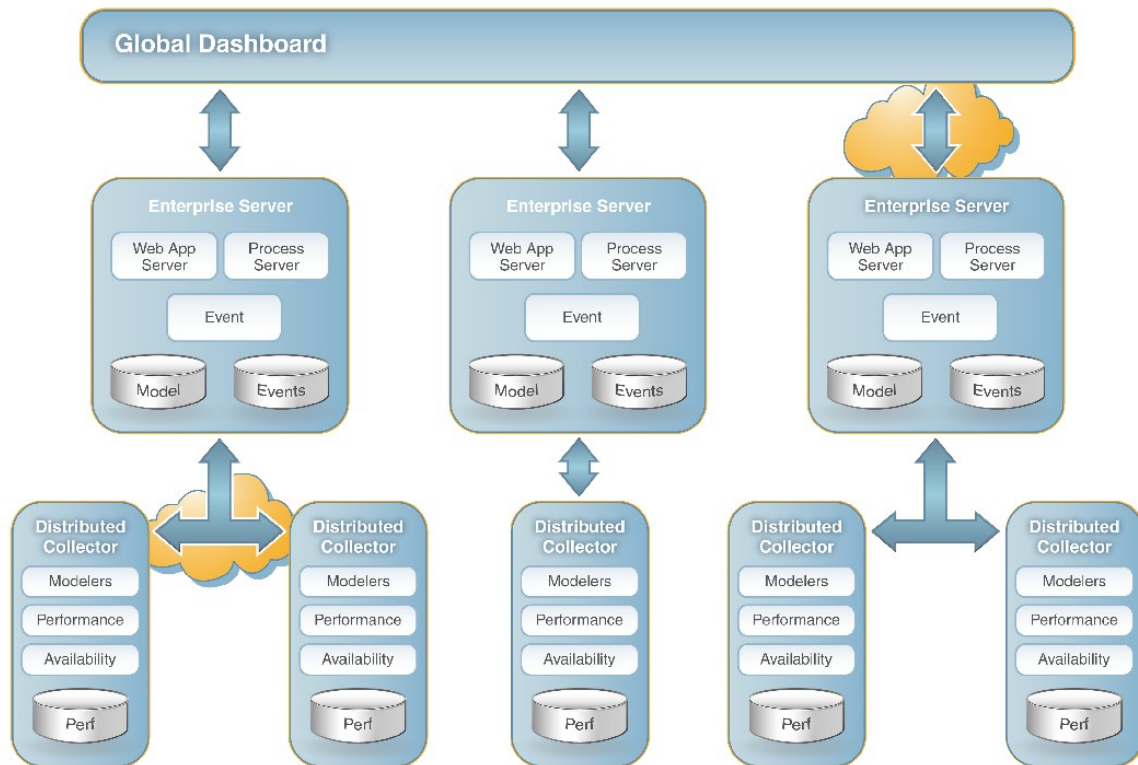 Global Dashboard
Enterprise Server
Web App
Server
Process
Server
Event
Model
Events
Enterprise Server
Web App
Server
Process
Server
Event
Model
Events
Enterprise Server
Web App
Server
Process
Server
Event
Model
Events
Distributed
Collector
Modelers
Performance
Availability
Perf
Distributed
Collector
Modelers
Performance
Availability
Perf
Distributed
Collector
Modelers
Performance
Availability
Perf
Distributed
Collector
Modelers
Performance
Availability
Perf
Distributed
Collector
Modelers
Performance
Availability
Perf